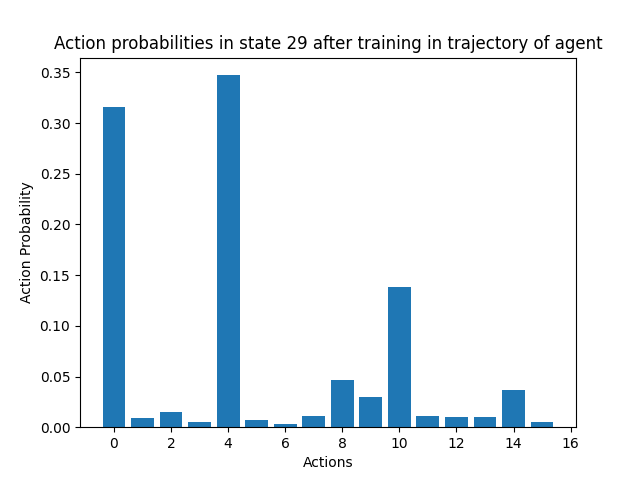 Action probabilities in state 29 after training in trajectory of agent
0.35
0.30
0.25
0.20
0.15
0.10
0.05
0.00
Action Probability
0 2 4 6 8 10 12 14 16
Actions